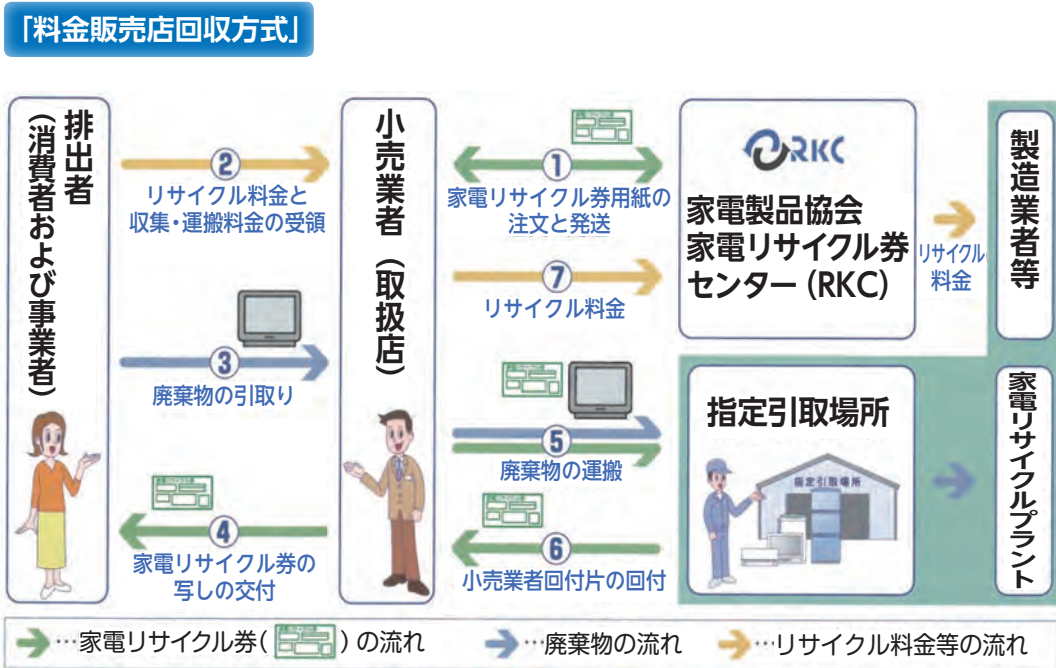 「料金販売店回収方式」
排出者
（消費者および事業者）
小売業者（取扱店）
②
リサイクル料金と
収集・運搬料金の受領
③
廃棄物の引取り
④
家電リサイクル券の
写しの交付
①
家電リサイクル券用紙の
注文と発送
⑦
リサイクル料金
⑤
廃棄物の運搬
⑥
小売業者回付片の回付
RKC
家電製品協会
家電リサイクル券
センター（RKC）
リサイクル
料金
製造業者等
指定引取場所
指定引取場所
家電リサイクルプラント
…家電リサイクル券（ ）の流れ
…廃棄物の流れ
…リサイクル料金等の流れ